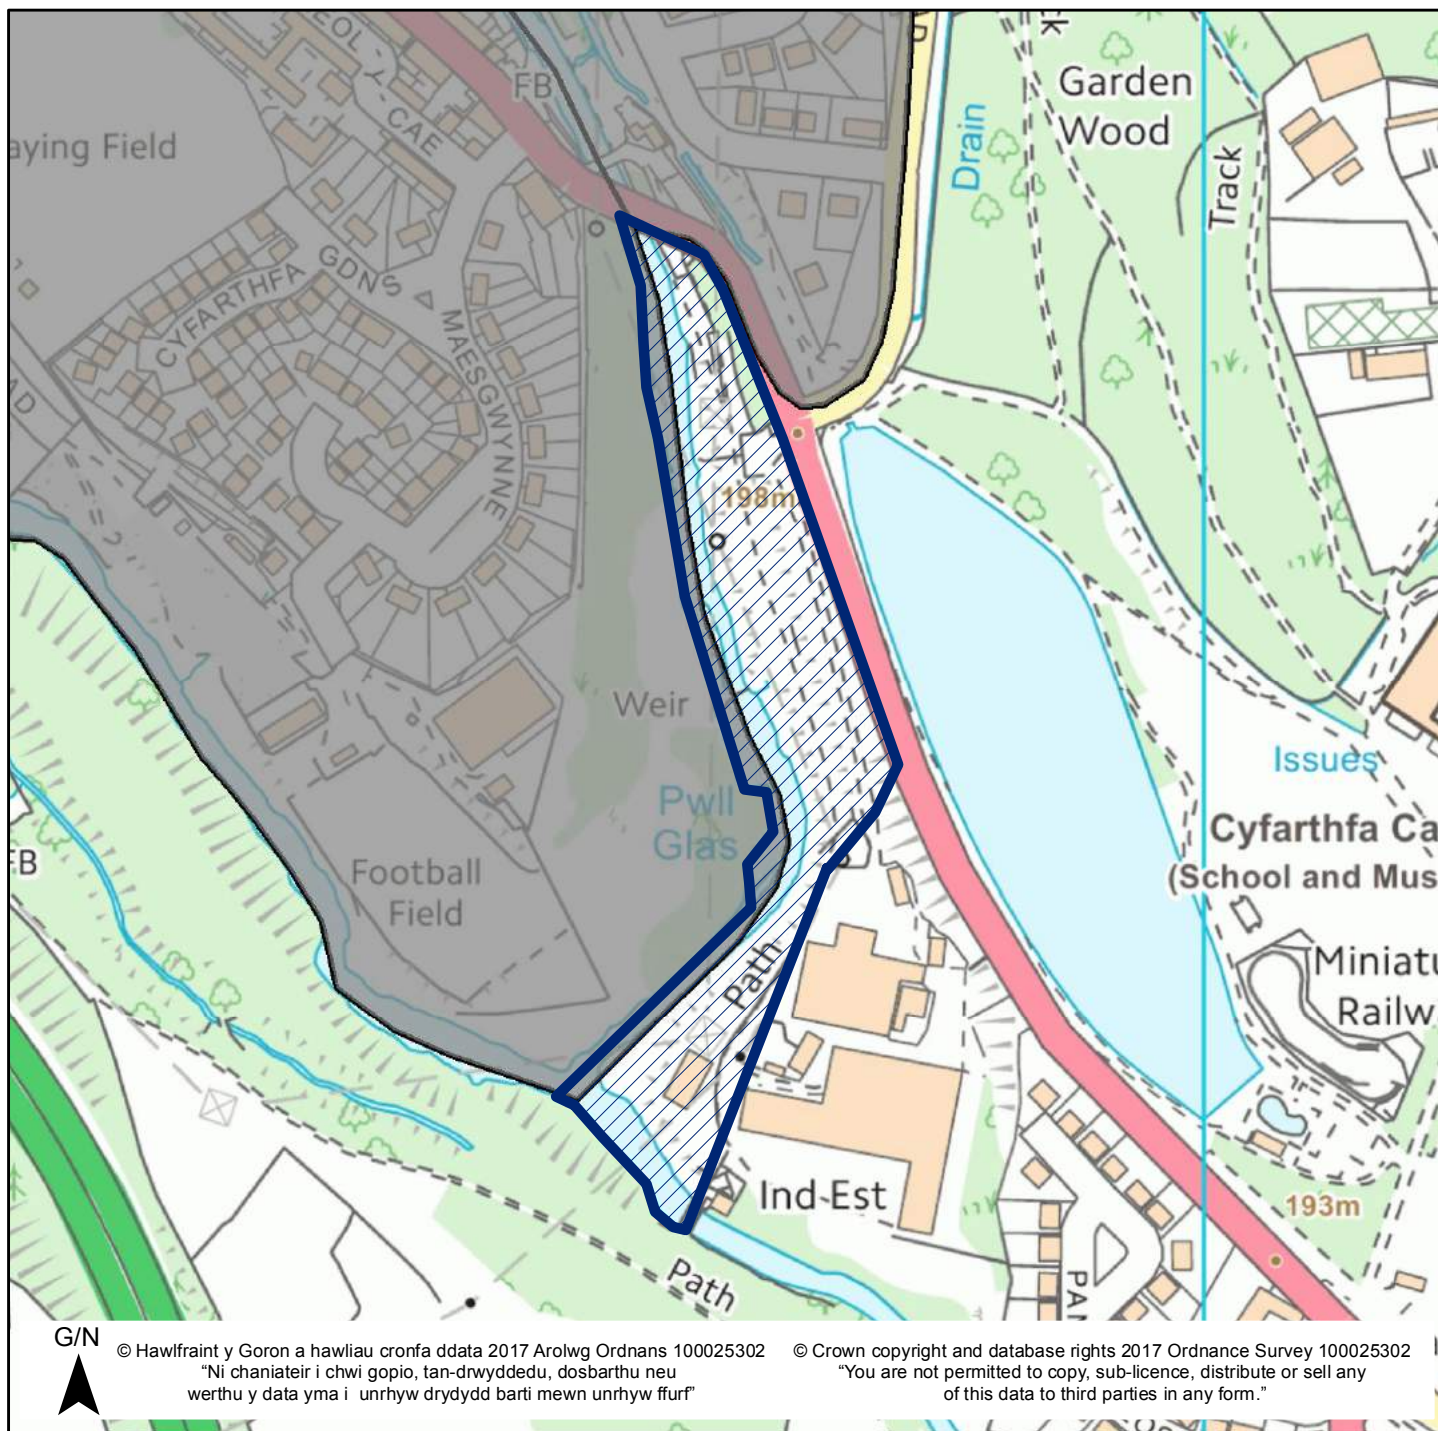 EOL-Y-CAE
FB
D
ck
Garden
Wood
Drain
Track
aying Field
CYFARTHFA GDNS
MAESGWYNNE
AD
198m
Weir
Pwll
Glas
Issues
Cyfarthfa Ca
(School and Mus
FB
Football
Field
Path
Miniatu
Railw
Ind Est
193m
Path
PAN
G/N
© Hawlfraint y Goron a hawliau cronfa ddata 2017 Arolwg Ordnans 100025302
“Ni chaniateir i chwi gopio, tan-drwyddedu, dosbarthu neu
werthu y data yma i unrhyw drydydd barti mewn unrhyw ffurf”
© Crown copyright and database rights 2017 Ordnance Survey 100025302
“You are not permitted to copy, sub-licence, distribute or sell any
of this data to third parties in any form.”